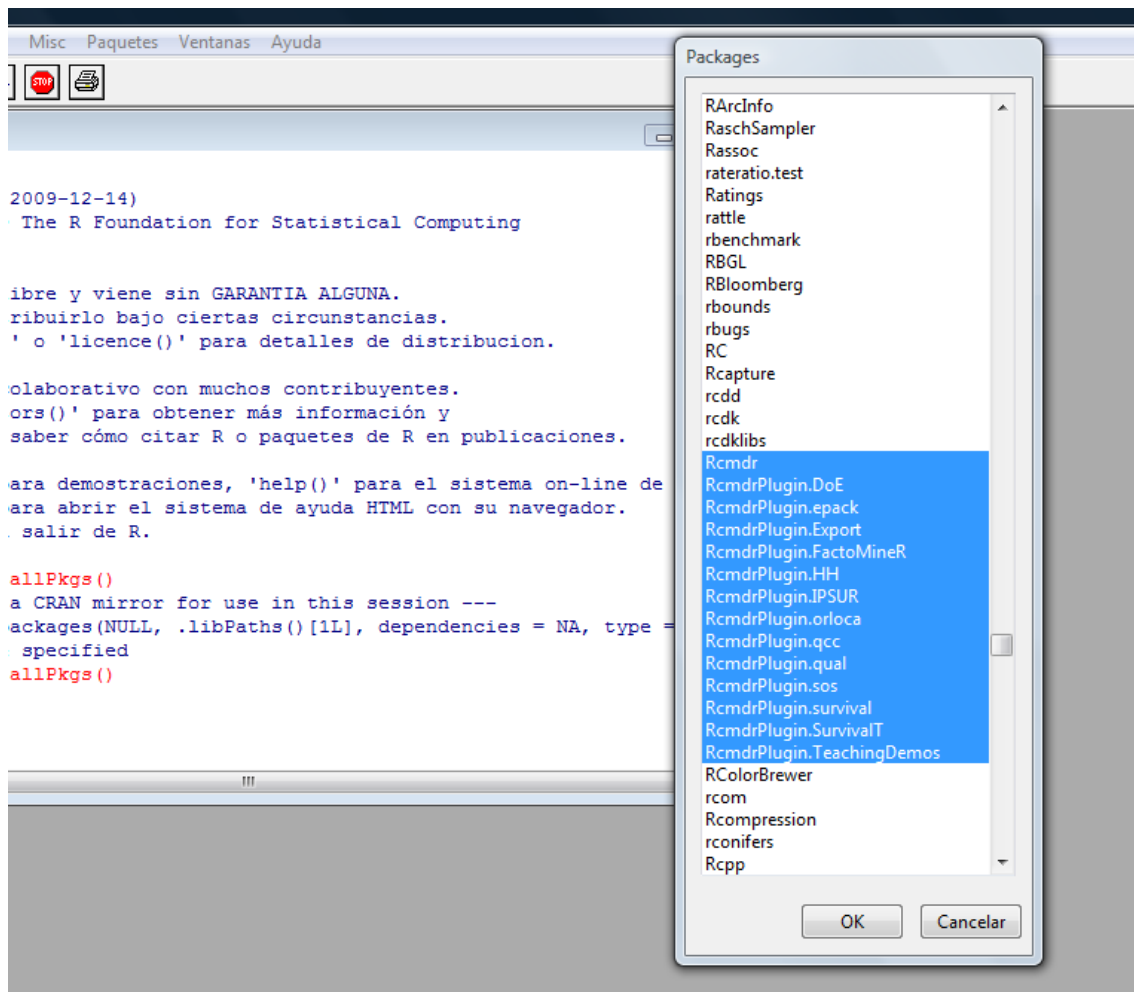 Misc Paquetes Ventanas Ayuda
STOP
2009-12-14)
The R Foundation for Statistical Computing
ibre y viene sin GARANTIA ALGUNA.
ribuirlo bajo ciertas circunstancias.
' o 'licence()' para detalles de distribucion.
olaborativo con muchos contribuyentes.
ors()' para obtener más información y
saber cómo citar R o paquetes de R en publicaciones.
ara demostraciones, 'help()' para el sistema on-line de
ara abrir el sistema de ayuda HTML con su navegador.
salir de R.
allPkgs()
a CRAN mirror for use in this session ---
ackages(NULL, .libPaths()[1L], dependencies = NA, type =
specified
allPkgs()
Packages
RArcInfo
RaschSampler
Rassoc
rateratio.test
Ratings
rattle
rbenchmark
RBGL
RBloomberg
rbounds
rbugs
RC
Rcapture
rcdd
rcdk
rcdklibs
Rcmdr
RcmdrPlugin.DoE
RcmdrPlugin.epack
RcmdrPlugin.Export
RcmdrPlugin.FactoMineR
RcmdrPlugin.HH
RcmdrPlugin.IPSUR
RcmdrPlugin.orloca
RcmdrPlugin.qcc
RcmdrPlugin.qual
RcmdrPlugin.sos
RcmdrPlugin.survival
RcmdrPlugin.SurvivalT
RcmdrPlugin.TeachingDemos
RColorBrewer
rcom
Rcompression
rconifers
Rcpp
OK Cancelar